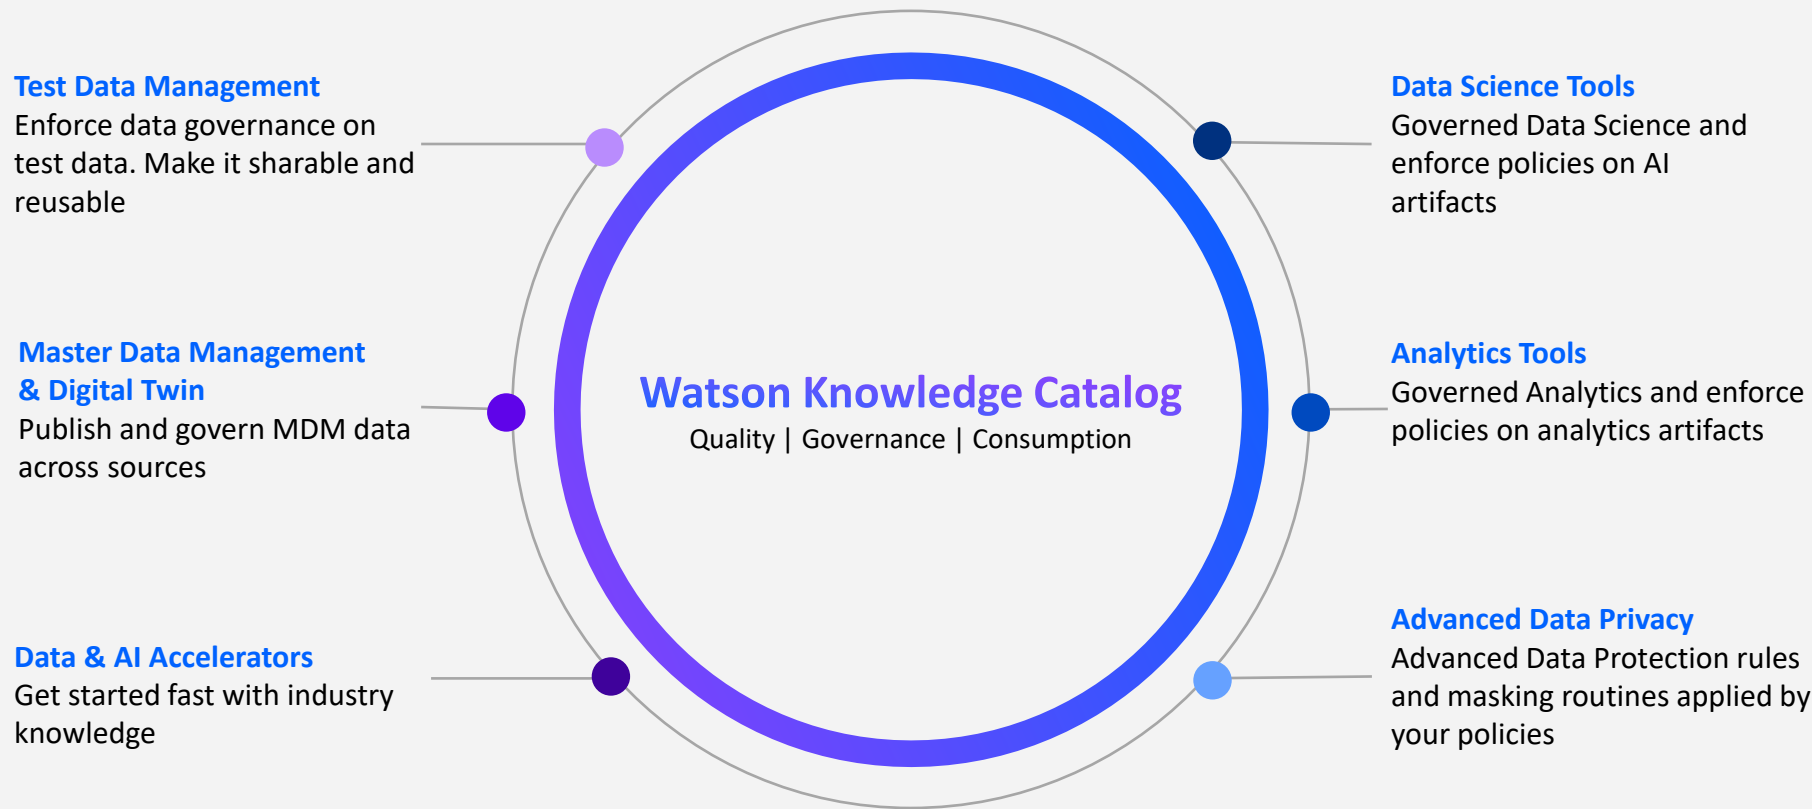 Test Data Management
Enforce data governance on
test data. Make it sharable and
reusable
Master Data Management
& Digital Twin
Publish and govern MDM data
across sources
Data & AI Accelerators
Get started fast with industry
knowledge
Watson Knowledge Catalog
Quality | Governance | Consumption
Data Science Tools
Governed Data Science and
enforce policies on AI
artifacts
Analytics Tools
Governed Analytics and enforce
policies on analytics artifacts
Advanced Data Privacy
Advanced Data Protection rules
and masking routines applied by
your policies